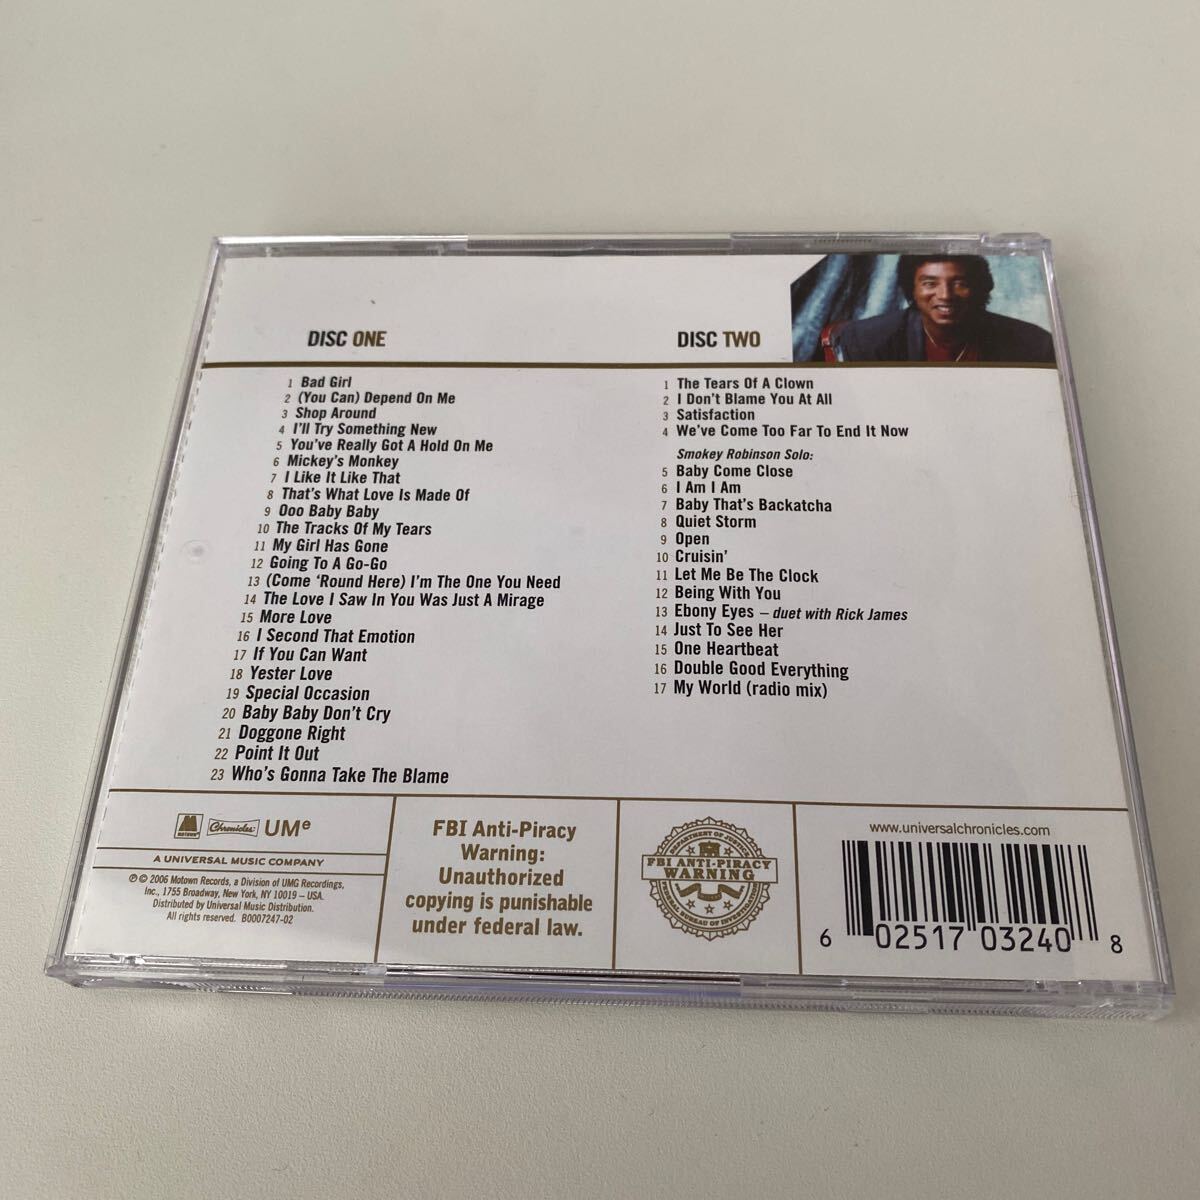 DISC ONE
1 Bad Girl
2 (You Can) Depend On Me
3 Shop Around
4 I'll Try Something New
5 You've Really Got A Hold On Me
6 Mickey's Monkey
7 I Like It Like That
8 That's What Love Is Made Of
9 Ooo Baby Baby
10 The Tracks Of My Tears
11 My Girl Has Gone
12 Going To A Go-Go
13 (Come 'Round Here) I'm The One You Need
14 The Love I Saw In You Was Just A Mirage
15 More Love
16 I Second That Emotion
17 If You Can Want
18 Yester Love
19 Special Occasion
20 Baby Baby Don't Cry
21 Doggone Right
22 Point It Out
23 Who's Gonna Take The Blame
DISC TWO
1 The Tears Of A Clown
2 I Don't Blame You At All
3 Satisfaction
4 We've Come Too Far To End It Now
Smokey Robinson Solo:
5 Baby Come Close
6 I Am I Am
7 Baby That's Backatcha
8 Quiet Storm
9 Open
10 Cruisin'
11 Let Me Be The Clock
12 Being With You
13 Ebony Eyes – duet with Rick James
14 Just To See Her
15 One Heartbeat
16 Double Good Everything
17 My World (radio mix)
MOTOWN Chronicles UMe
A UNIVERSAL MUSIC COMPANY
℗ © 2006 Motown Records, a Division of UMG Recordings,
Inc., 1755 Broadway, New York, NY 10019 – USA.
Distributed by Universal Music Distribution.
All rights reserved. B0007247-02
FBI Anti-Piracy
Warning:
Unauthorized
copying is punishable
under federal law.
DEPARTMENT OF JUSTICE
FBI ANTI-PIRACY
WARNING
FEDERAL BUREAU OF INVESTIGATION
www.universalchronicles.com
6 02517 03240 8